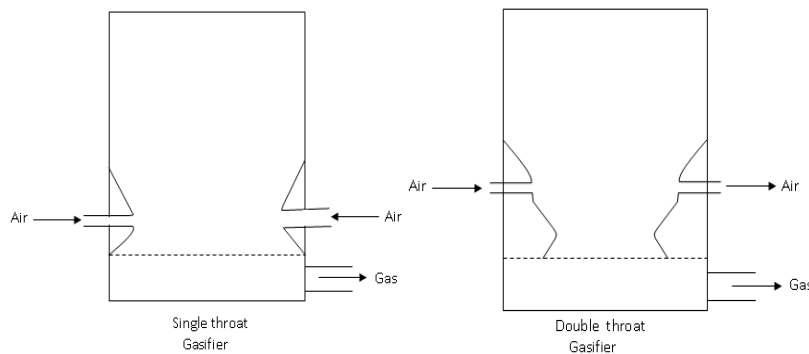 Air
Air
Gas
Single throat
Gasifier
Air
Air
Gas
Double throat
Gasifier